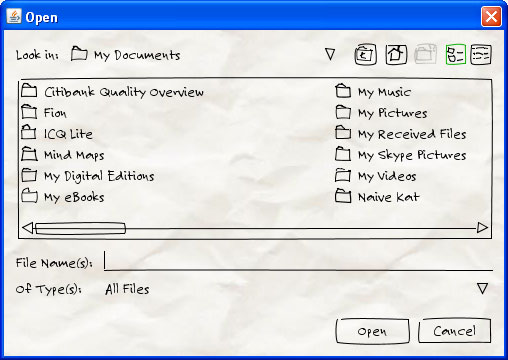 Open
Look in: My Documents
Citibank Quality Overview
Fion
ICQ Lite
Mind Maps
My Digital Editions
My eBooks
My Music
My Pictures
My Received Files
My Skype Pictures
My Videos
Naive Kat
File Name(s):
Of Type(s): All Files
Open Cancel